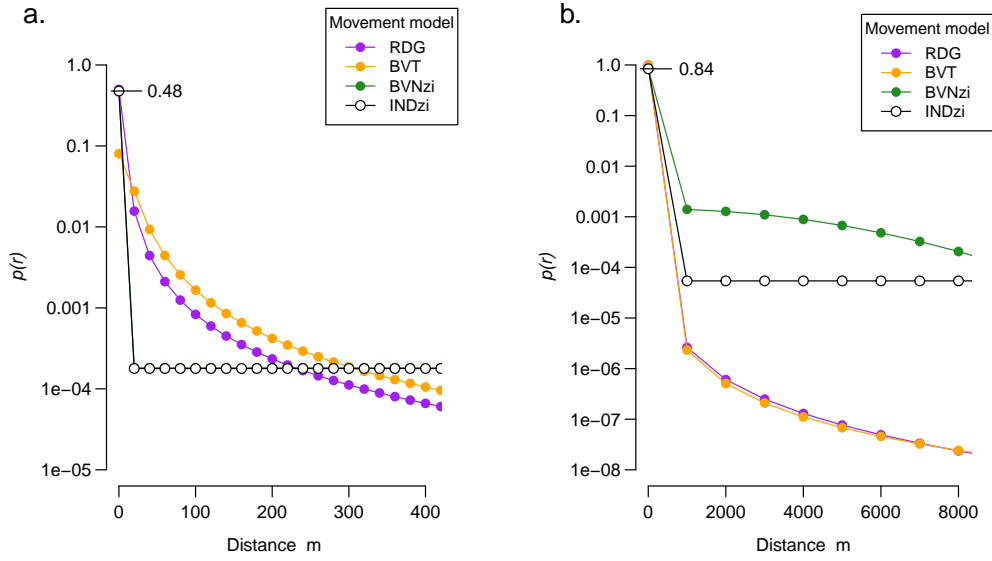 a.
Movement model
RDG
BVT
BVNzi
INDzi
1.0
0.1
0.01
0.001
1e−04
1e−05
p(r)
0.48
0
100
200
300
400
Distance m
b.
Movement model
RDG
BVT
BVNzi
INDzi
1.0
0.1
0.01
0.001
1e−04
1e−05
1e−06
1e−07
1e−08
p(r)
0.84
0
2000
4000
6000
8000
Distance m